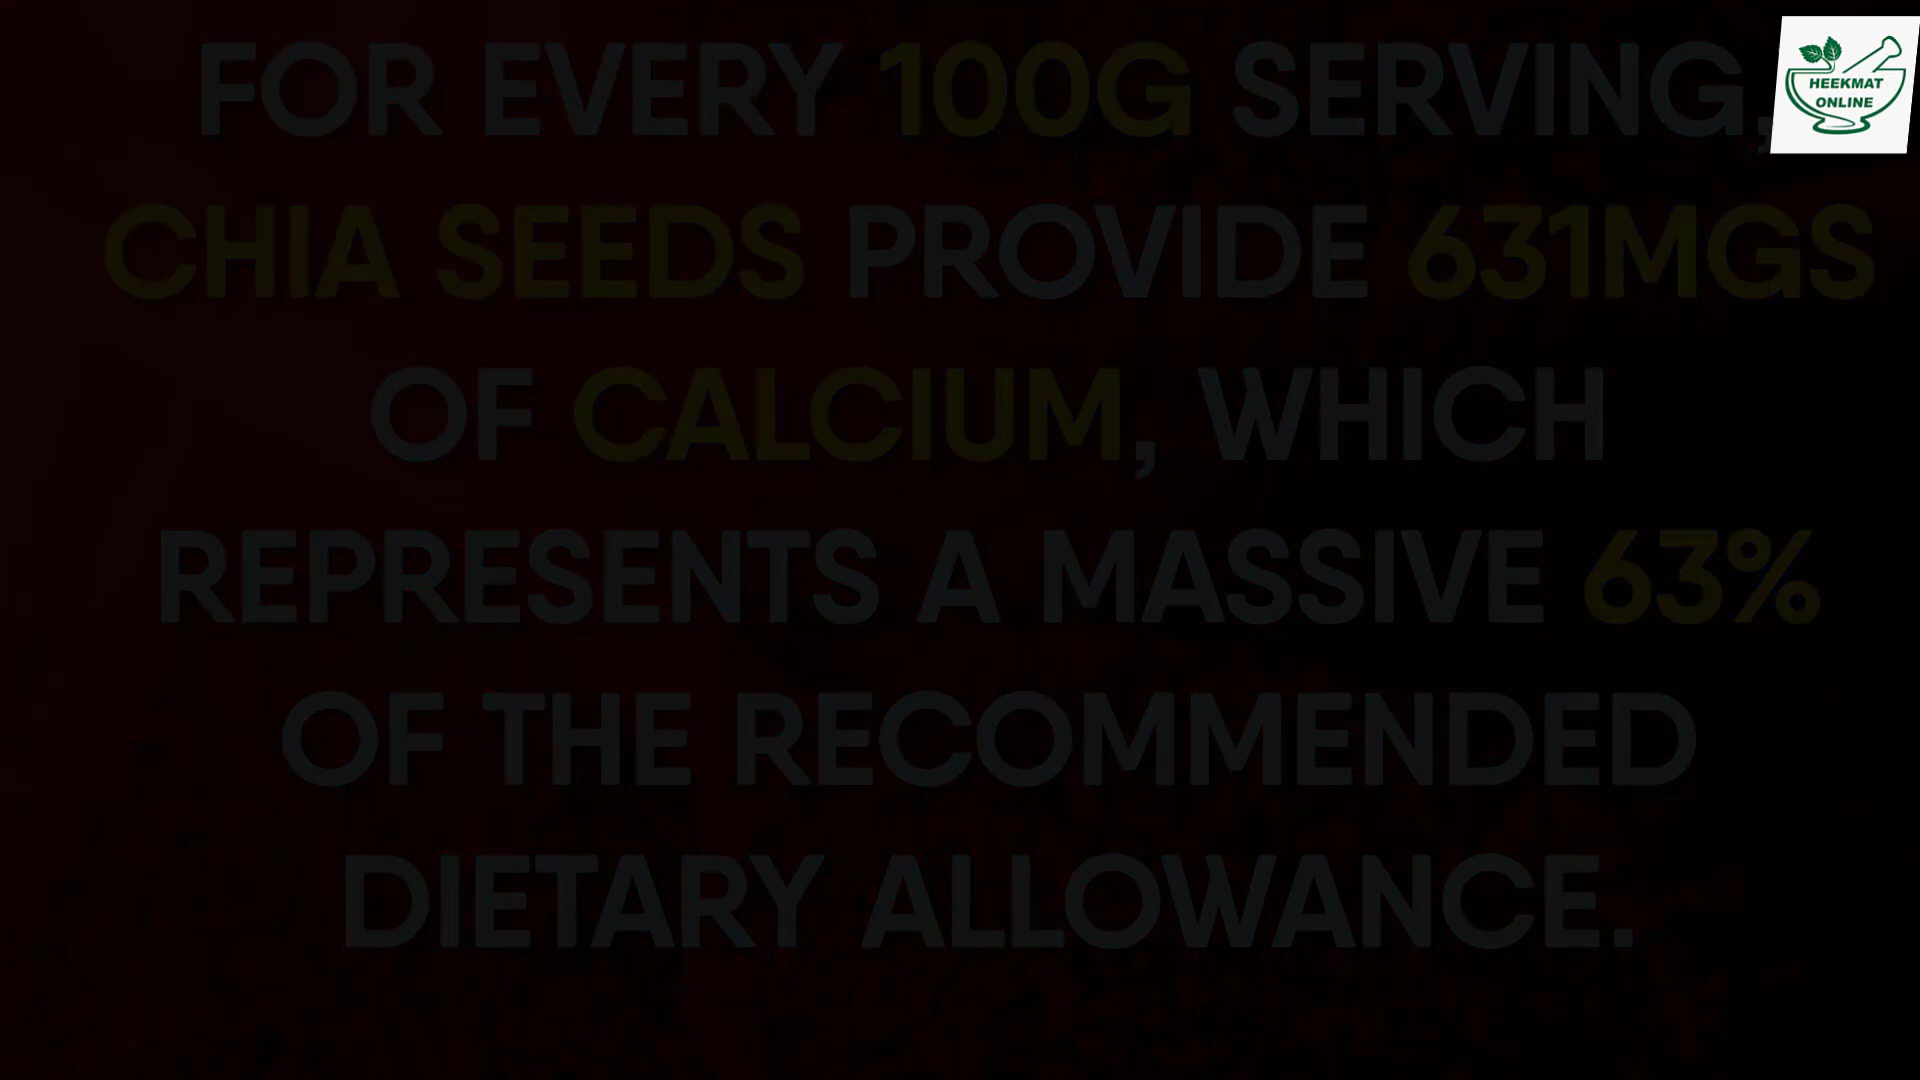 FOR EVERY 100G SERVING,
CHIA SEEDS PROVIDE 631MGS
OF CALCIUM, WHICH
REPRESENTS A MASSIVE 63%
OF THE RECOMMENDED
DIETARY ALLOWANCE.
HEEKMAT
ONLINE